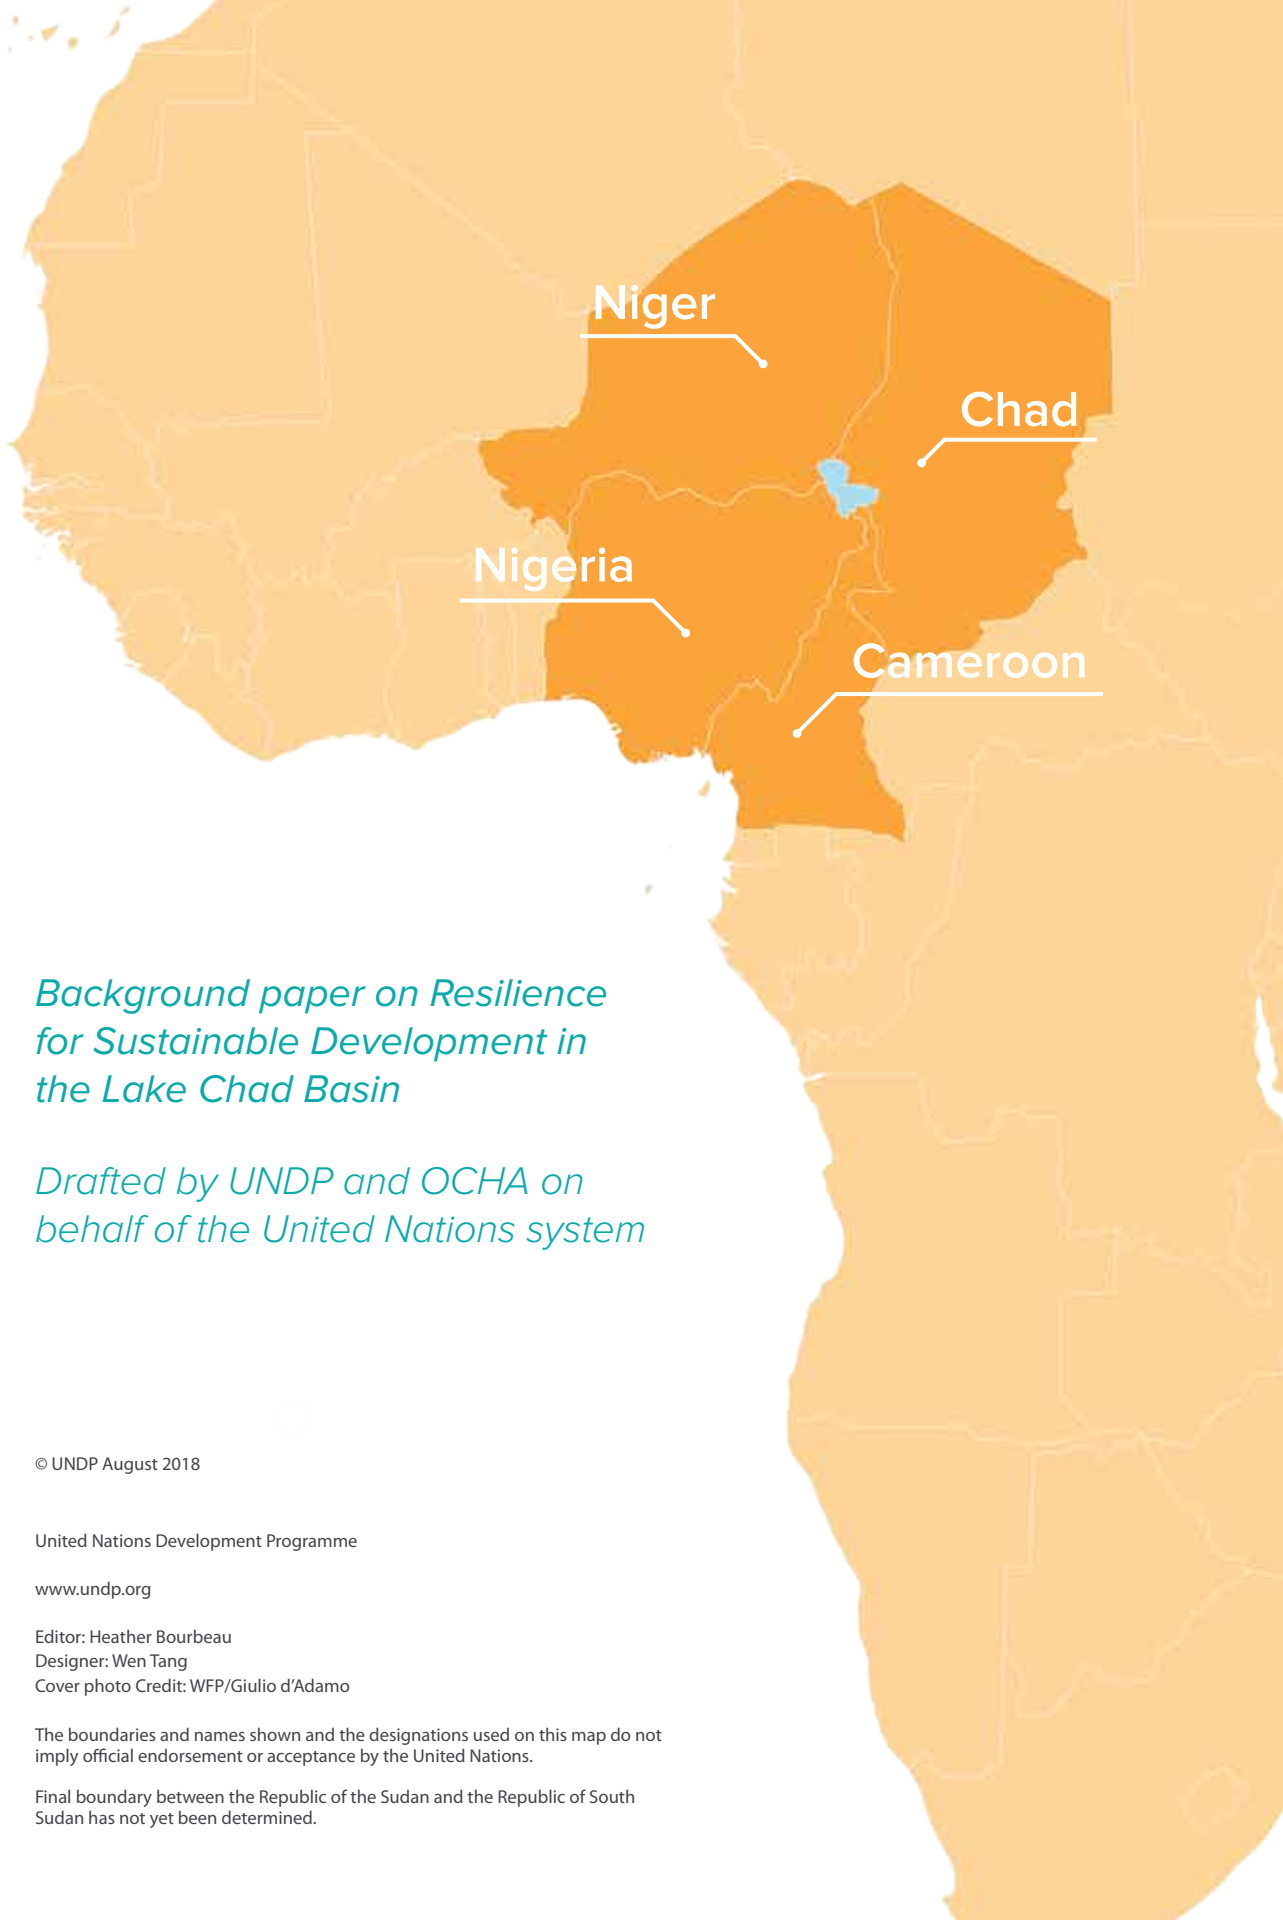 Niger
Chad
Nigeria
Cameroon
Background paper on Resilience
for Sustainable Development in
the Lake Chad Basin
Drafted by UNDP and OCHA on
behalf of the United Nations system
© UNDP August 2018
United Nations Development Programme
www.undp.org
Editor: Heather Bourbeau
Designer: Wen Tang
Cover photo Credit: WFP/Giulio d’Adamo
The boundaries and names shown and the designations used on this map do not
imply official endorsement or acceptance by the United Nations.
Final boundary between the Republic of the Sudan and the Republic of South
Sudan has not yet been determined.